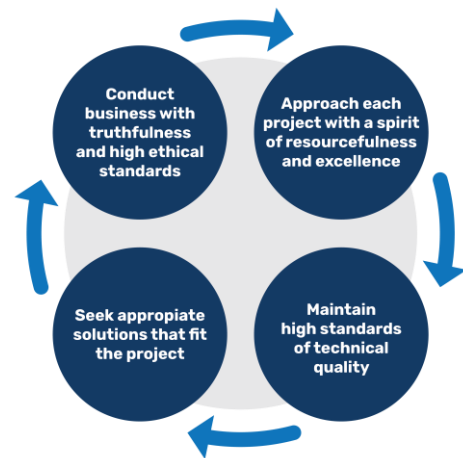 Conduct
business with
truthfulness
and high ethical
standards
Approach each
project with a spirit
of resourcefulness
and excellence
Maintain
high standards
of technical
quality
Seek appropiate
solutions that fit
the project